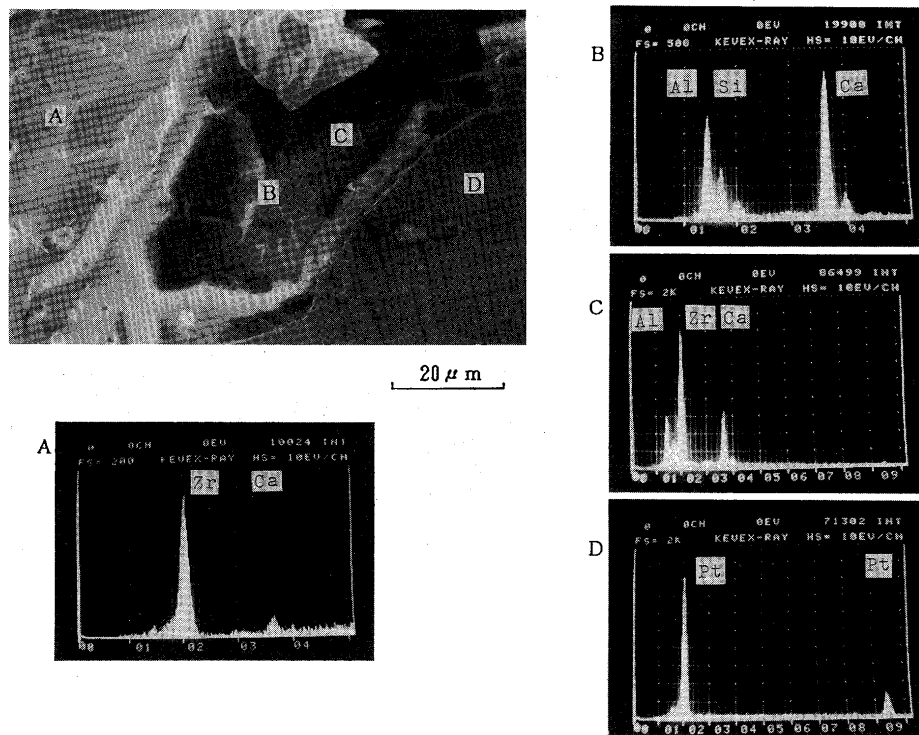 A
B
C
D
20 μ m
A
0 0CH 0EV 10024 INT
FS= 200 KEVEX-RAY HS= 10EV/CH
Zr Ca
00 01 02 03 04
B
0 0CH 0EV 19900 INT
FS= 500 KEVEX-RAY HS= 10EV/CH
Al Si Ca
00 01 02 03 04
C
0 0CH 0EV 86499 INT
FS= 2K KEVEX-RAY HS= 10EV/CH
Al Zr Ca
00 01 02 03 04 05 06 07 08 09
D
0 0CH 0EV 71302 INT
FS= 2K KEVEX-RAY HS= 10EV/CH
Pt Pt
00 01 02 03 04 05 06 07 08 09